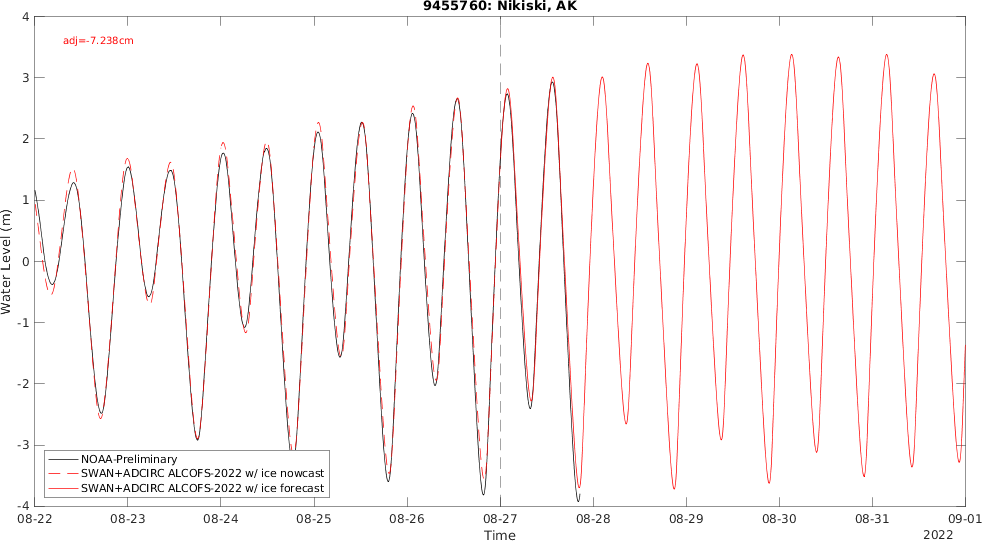 9455760: Nikiski, AK
adj=-7.238cm
4
3
2
1
0
-1
-2
-3
-4
Water Level (m)
NOAA-Preliminary
SWAN+ADCIRC ALCOFS-2022 w/ ice nowcast
SWAN+ADCIRC ALCOFS-2022 w/ ice forecast
08-22 08-23 08-24 08-25 08-26 08-27 08-28 08-29 08-30 08-31 09-01
Time
2022